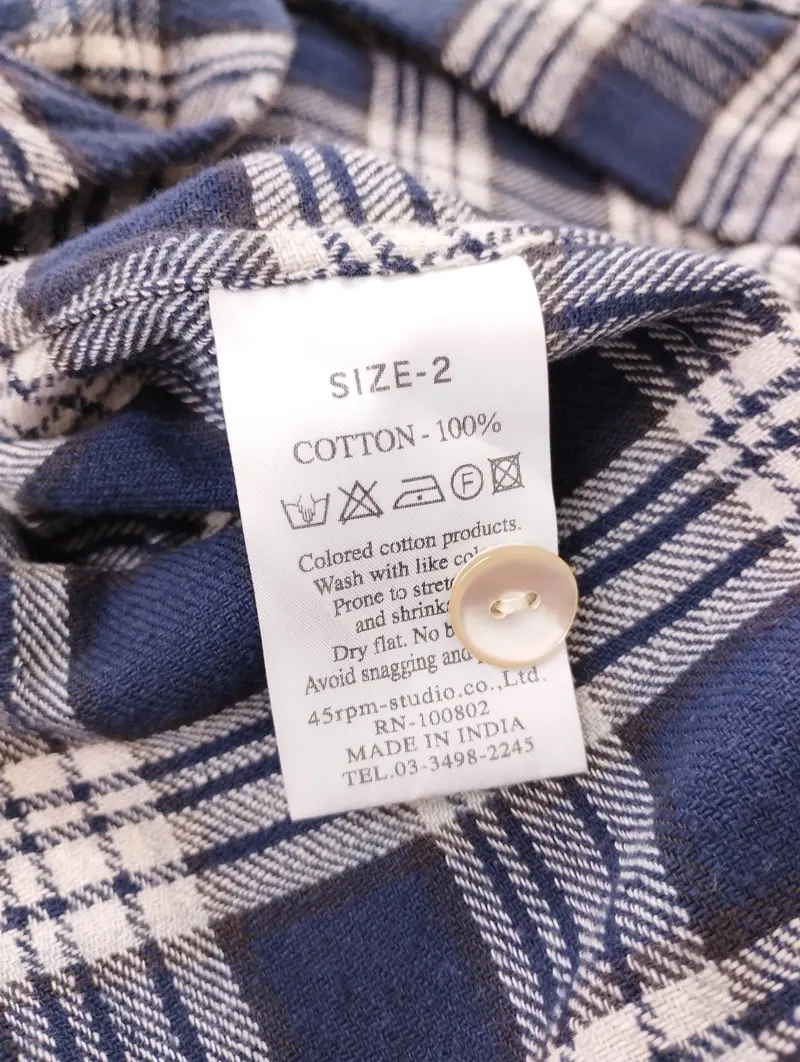 SIZE-2
COTTON - 100%
F
Colored cotton products.
Wash with like
Prone to
and
Dry flat. No
Avoid snagging and
45rpm-studio.co.,Ltd.
RN-100802
MADE IN INDIA
TEL.03-3498-2245